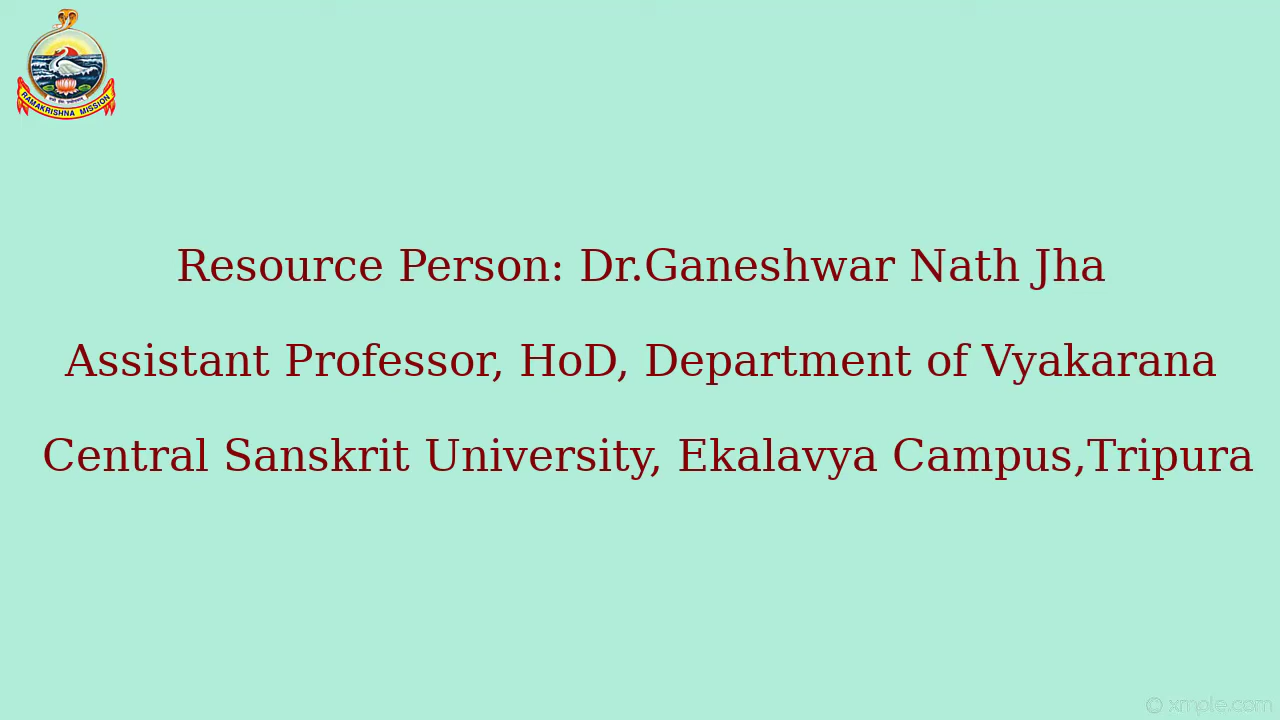 RAMAKRISHNA MISSION
Resource Person: Dr.Ganeshwar Nath Jha
Assistant Professor, HoD, Department of Vyakarana
Central Sanskrit University, Ekalavya Campus,Tripura
© xmple.com